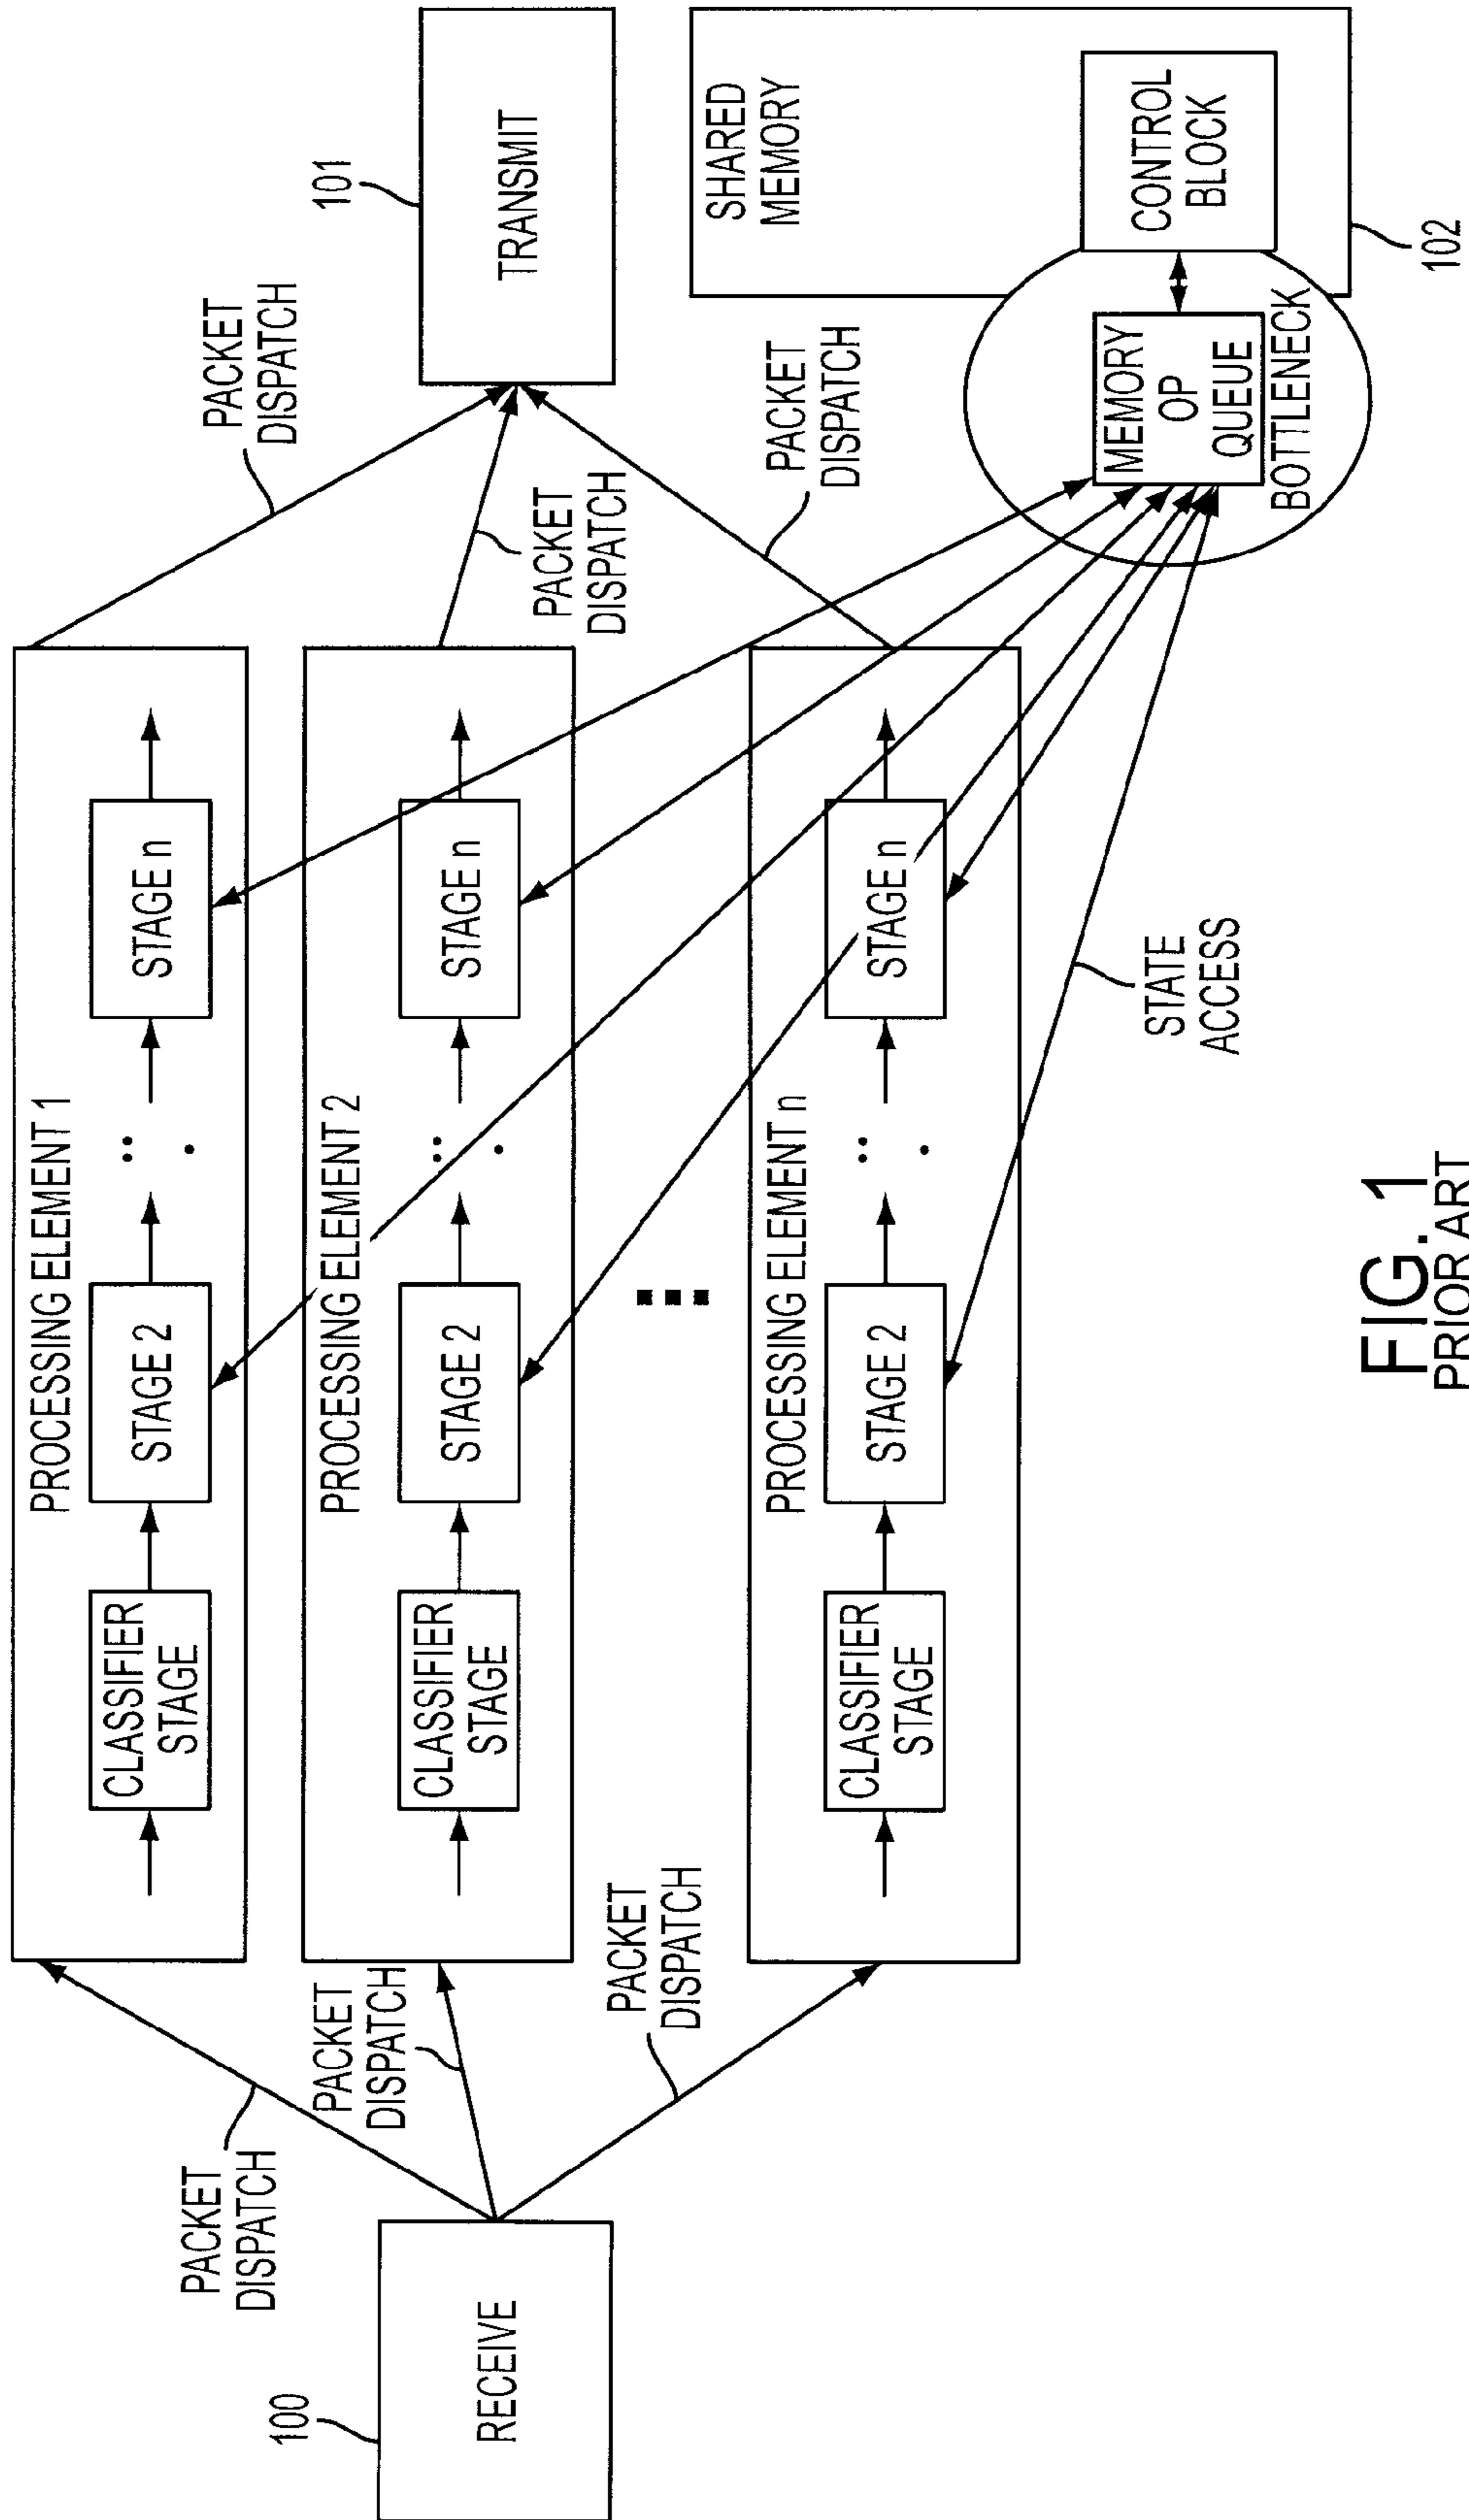 100
RECEIVE
PACKET
DISPATCH
PACKET
DISPATCH
PACKET
DISPATCH
PROCESSING ELEMENT 1
CLASSIFIER
STAGE
STAGE 2
STAGE n
PROCESSING ELEMENT 2
CLASSIFIER
STAGE
STAGE 2
STAGE n
PROCESSING ELEMENT n
CLASSIFIER
STAGE
STAGE 2
STAGE n
PACKET
DISPATCH
PACKET
DISPATCH
PACKET
DISPATCH
101
TRANSMIT
SHARED
MEMORY
CONTROL
BLOCK
MEMORY
OP
QUEUE
BOTTLENECK
102
STATE
ACCESS
FIG. 1
PRIOR ART